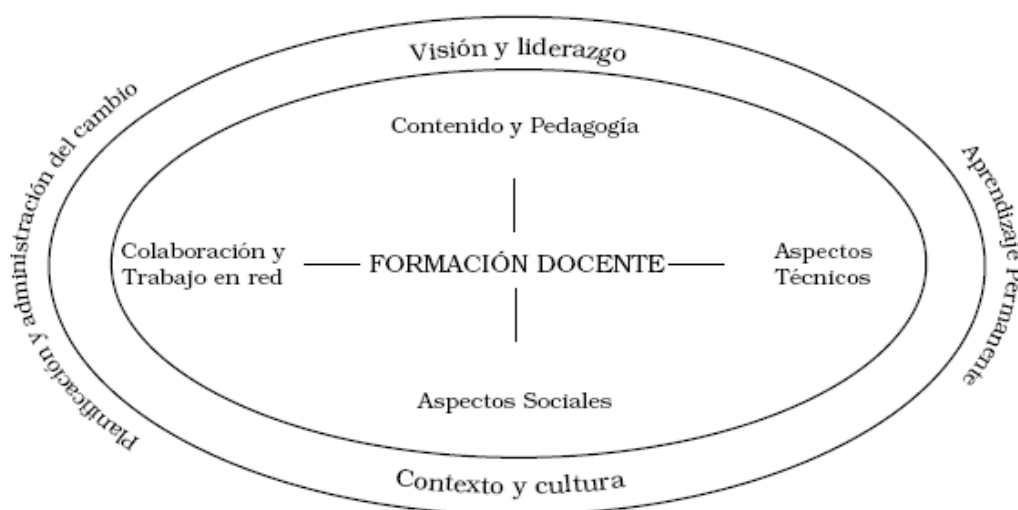 Visión y liderazgo
Planificación y administración del cambio
Aprendizaje Permanente
Contenido y Pedagogía
Colaboración y
Trabajo en red
FORMACIÓN DOCENTE
Aspectos
Técnicos
Aspectos Sociales
Contexto y cultura